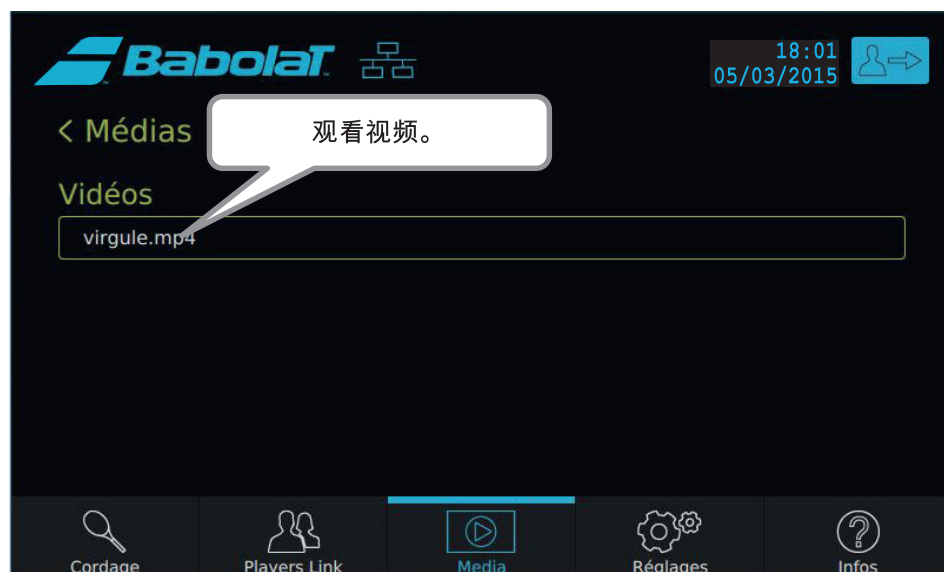 BabolaT
18:01
05/03/2015
< Médias
观看视频。
Vidéos
virgule.mp4
Cordage
Players Link
Media
Réglages
Infos